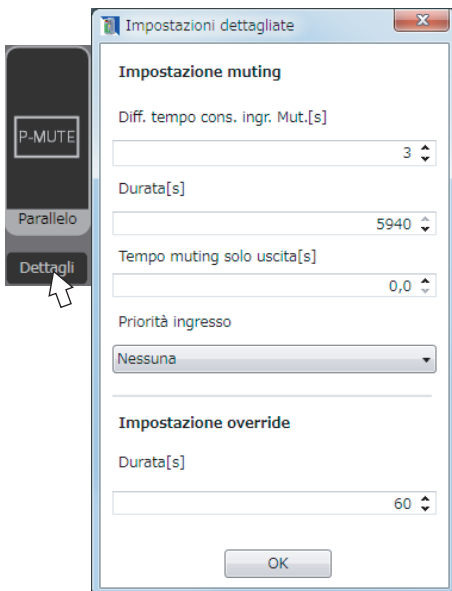 P-MUTE
Parallelo
Dettagli
Impostazioni dettagliate
Impostazione muting
Diff. tempo cons. ingr. Mut.[s]
3
Durata[s]
5940
Tempo muting solo uscita[s]
0,0
Priorità ingresso
Nessuna
Impostazione override
Durata[s]
60
OK